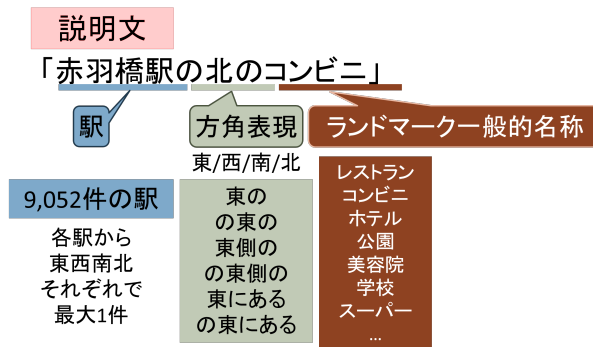 説明文
「赤羽橋駅の北のコンビニ」
駅
方角表現
ランドマーク一般的名称
東/西/南/北
9,052件の駅
各駅から
東西南北
それぞれで
最大1件
東の
の東の
東側の
の東側の
東にある
の東にある
レストラン
コンビニ
ホテル
公園
美容院
学校
スーパー
…